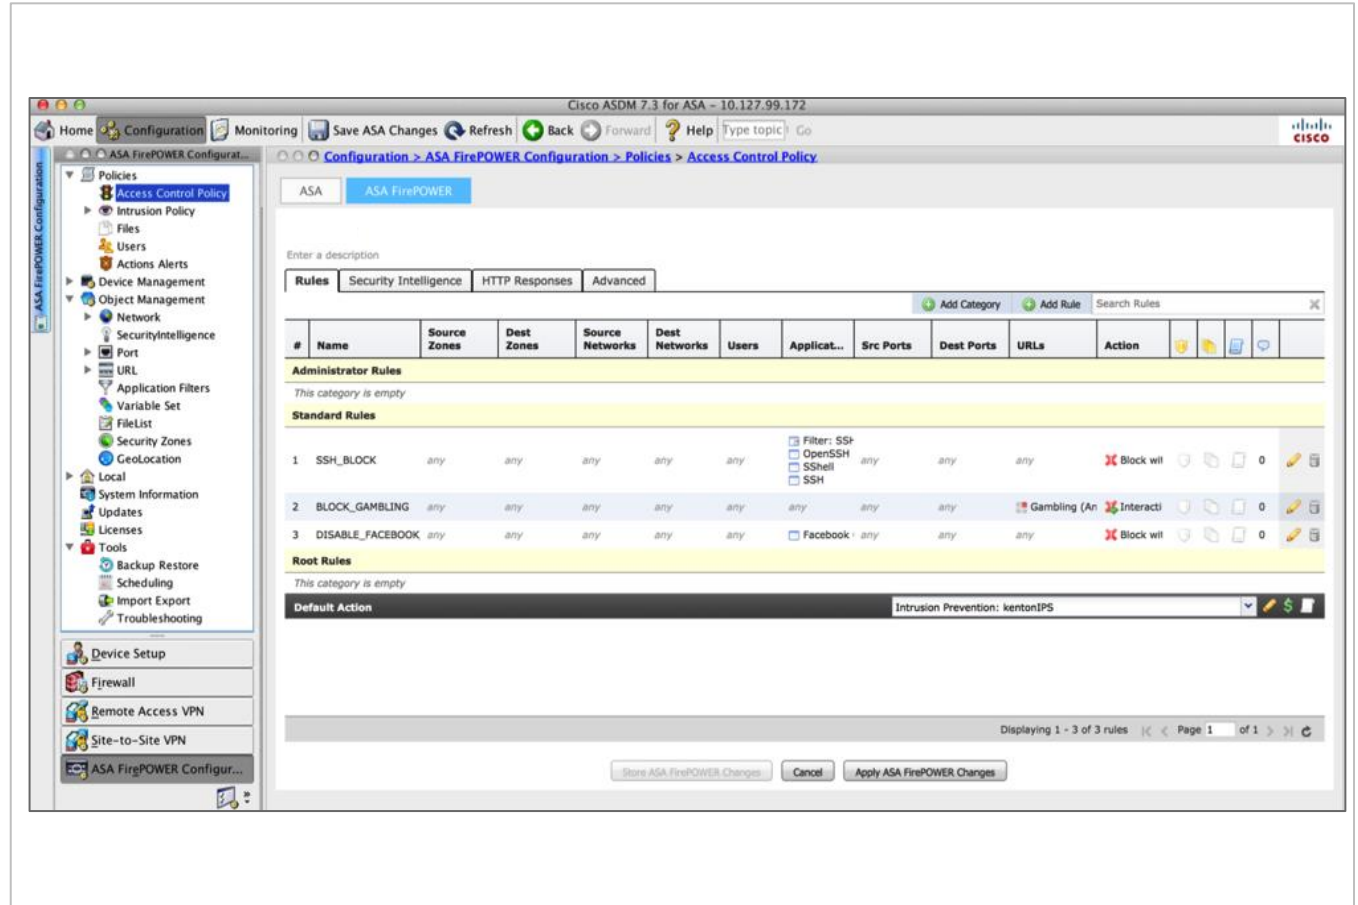 Cisco ASDM 7.3 for ASA – 10.127.99.172
Home Configuration Monitoring Save ASA Changes Refresh Back Forward Help Type topic Go
CISCO
ASA FirePOWER Configuration
ASA FirePOWER Configurat...
Policies
Access Control Policy
Intrusion Policy
Files
Users
Actions Alerts
Device Management
Object Management
Network
SecurityIntelligence
Port
URL
Application Filters
Variable Set
FileList
Security Zones
GeoLocation
Local
System Information
Updates
Licenses
Tools
Backup Restore
Scheduling
Import Export
Troubleshooting
Device Setup
Firewall
Remote Access VPN
Site-to-Site VPN
ASA FirePOWER Configur...
Configuration > ASA FirePOWER Configuration > Policies > Access Control Policy
ASA ASA FirePOWER
Enter a description
Rules Security Intelligence HTTP Responses Advanced
Add Category Add Rule Search Rules
# Name Source Zones Dest Zones Source Networks Dest Networks Users Applicat... Src Ports Dest Ports URLs Action
Administrator Rules
This category is empty
Standard Rules
1 SSH_BLOCK any any any any any Filter: SSH OpenSSH SShell SSH any any any Block wit 0
2 BLOCK_GAMBLING any any any any any any any any Gambling (An Interacti 0
3 DISABLE_FACEBOOK any any any any any Facebook any any any Block wit 0
Root Rules
This category is empty
Default Action Intrusion Prevention: kentonIPS
Displaying 1 - 3 of 3 rules Page 1 of 1
Store ASA FirePOWER Changes Cancel Apply ASA FirePOWER Changes